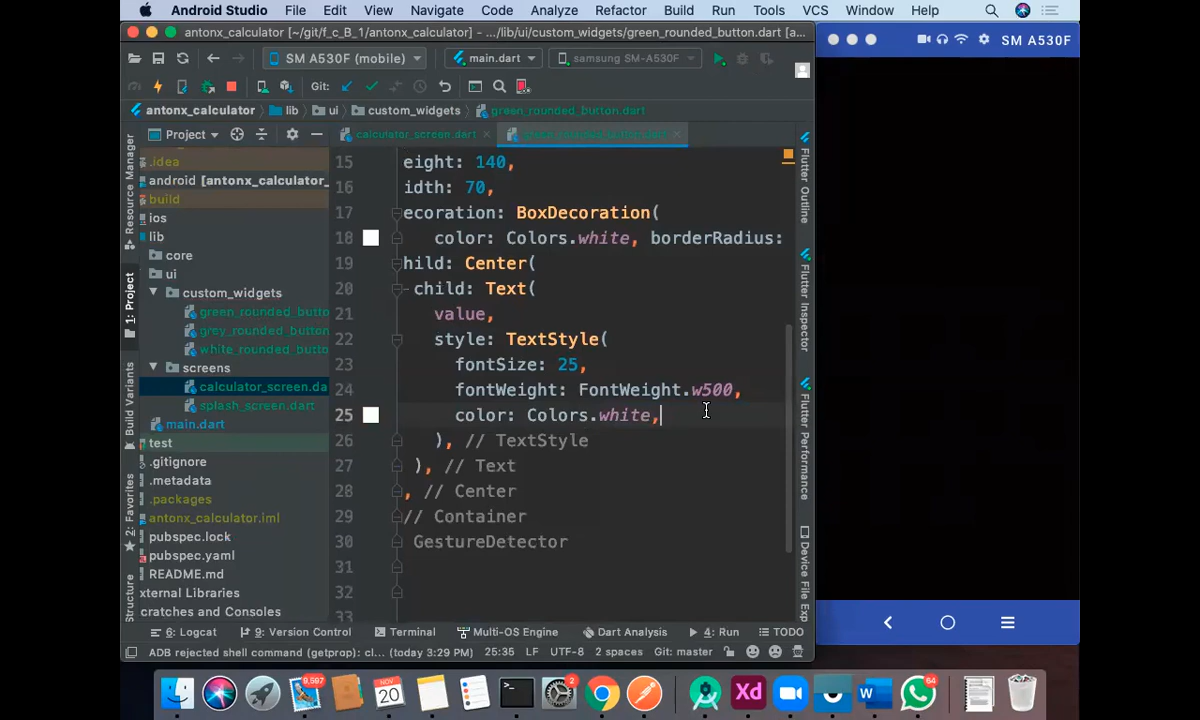 Android Studio File Edit View Navigate Code Analyze Refactor Build Run Tools VCS Window Help
antonx_calculator [~/git/f_c_B_1/antonx_calculator] – .../lib/ui/custom_widgets/green_rounded_button.dart [a...
SM A530F
SM A530F (mobile) main.dart samsung SM-A530F
Git:
antonx_calculator lib ui custom_widgets green_rounded_button.dart
Project calculator_screen.dart
Resource Manager
1: Project
Build Variants
2: Favorites
Structure
.idea
android [antonx_calculator_
build
ios
lib
core
ui
custom_widgets
green_rounded_butto
grey_rounded_butto
white_rounded_butto
screens
calculator_screen.da
splash_screen.dart
main.dart
test
.gitignore
.metadata
.packages
antonx_calculator.iml
pubspec.lock
pubspec.yaml
README.md
xternal Libraries
cratches and Consoles
15 eight: 140,
16 idth: 70,
17 ecoration: BoxDecoration(
18 color: Colors.white, borderRadius:
19 hild: Center(
20 child: Text(
21 value,
22 style: TextStyle(
23 fontSize: 25,
24 fontWeight: FontWeight.w500,
25 color: Colors.white,
26 ), // TextStyle
27 ), // Text
28 , // Center
29 // Container
30 GestureDetector
31
32
33
Flutter Outline
Flutter Inspector
Flutter Performance
Device File Exp
6: Logcat 9: Version Control Terminal Multi-OS Engine Dart Analysis 4: Run TODO
ADB rejected shell command (getprop): cl... (today 3:29 PM) 25:35 LF UTF-8 2 spaces Git: master
9,597
NOV
20
2
Xd
W
64